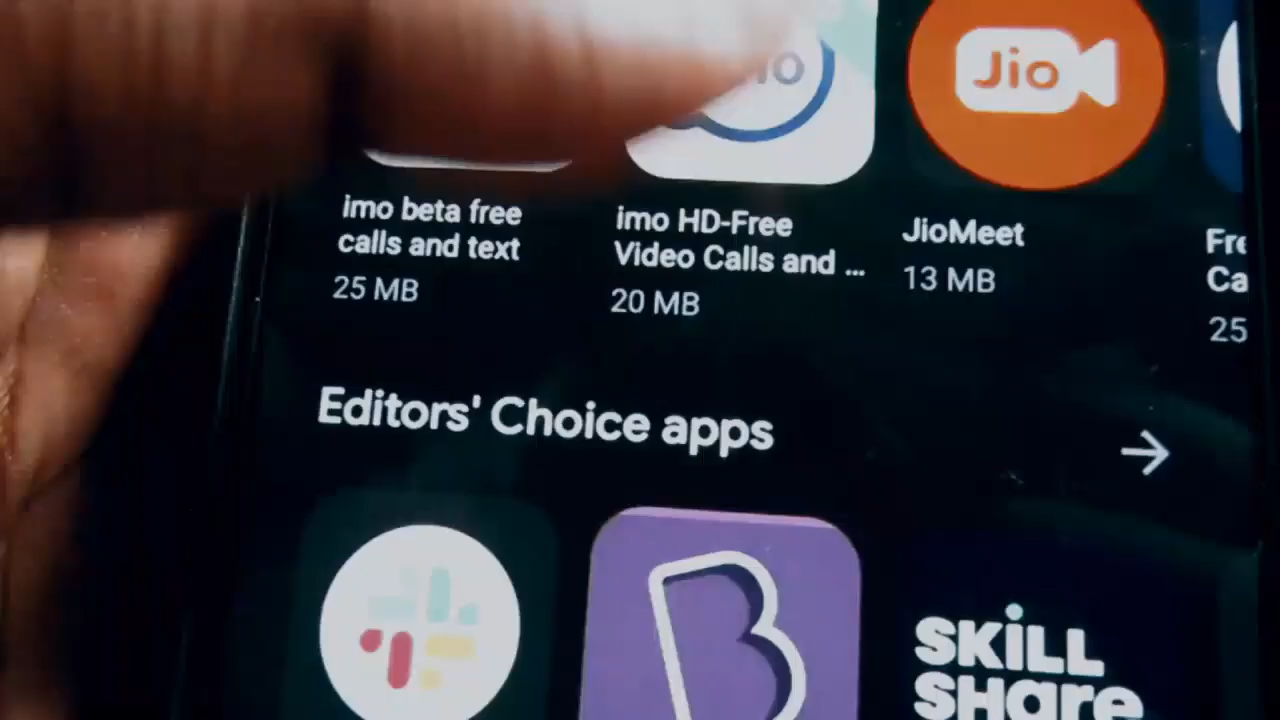 Jio
imo beta free
calls and text
25 MB
imo HD-Free
Video Calls and ...
20 MB
JioMeet
13 MB
25
Editors' Choice apps
B
SKiLL
SHare